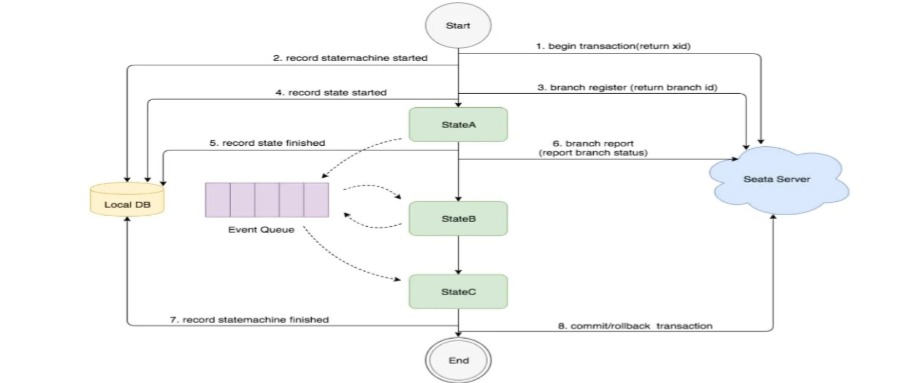 Start
1. begin transaction(return xid)
2. record statemachine started
3. branch register (return branch id)
4. record state started
StateA
5. record state finished
6. branch report
(report branch status)
Seata Server
Local DB
StateB
Event Queue
StateC
7. record statemachine finished
8. commit/rollback transaction
End